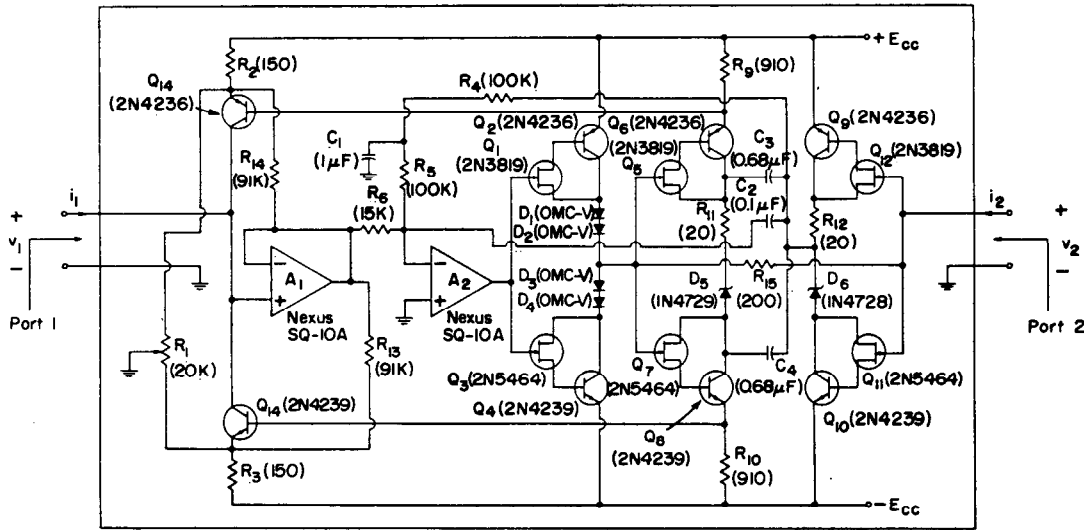 + Ecc
R2(150)
Q14
(2N4236)
R4(100K)
R9(910)
Q2(2N4236)
Q6(2N4236)
Q9(2N4236)
C1
(1μF)
Q1
(2N3819)
(2N3819)
C3
(0.68μF)
Q12
(2N3819)
R14
(91K)
R5
(100K)
Q5
C2
(0.1μF)
i1
R6
(15K)
i2
+
v1
-
D1(OMC-V)
D2(OMC-V)
R11
(20)
R12
(20)
+
v2
-
-
A1
+
-
A2
+
D3(OMC-V)
D4(OMC-V)
D5
(1N4729)
R15
(200)
D6
(1N4728)
Port 1
Nexus
SQ-10A
Nexus
SQ-10A
Port 2
R1
(20K)
R13
(91K)
Q3(2N5464)
Q7
(2N5464)
C4
(0.68μF)
Q11(2N5464)
Q14(2N4239)
Q4(2N4239)
Q8
(2N4239)
Q10(2N4239)
R3(150)
R10
(910)
- Ecc